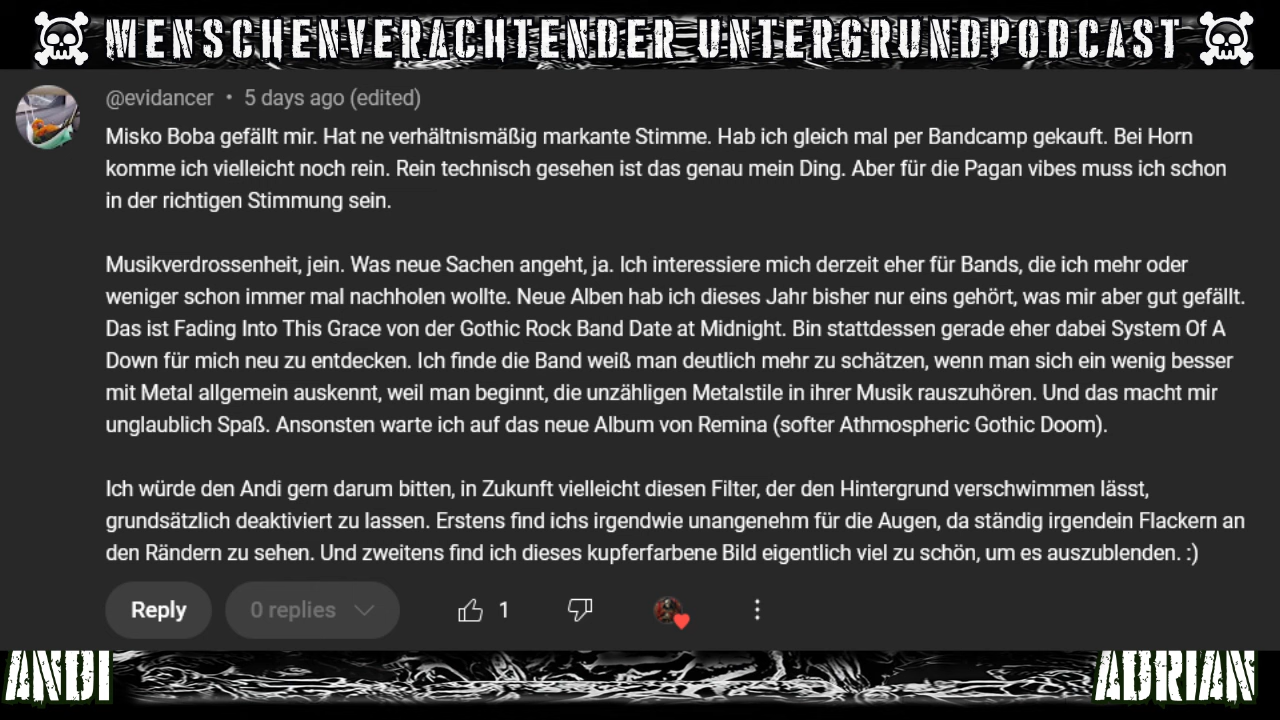 MENSCHENVERACHTENDER UNTERGRUNDPODCAST
@evidancer • 5 days ago (edited)
Misko Boba gefällt mir. Hat ne verhältnismäßig markante Stimme. Hab ich gleich mal per Bandcamp gekauft. Bei Horn
komme ich vielleicht noch rein. Rein technisch gesehen ist das genau mein Ding. Aber für die Pagan vibes muss ich schon
in der richtigen Stimmung sein.
Musikverdrossenheit, jein. Was neue Sachen angeht, ja. Ich interessiere mich derzeit eher für Bands, die ich mehr oder
weniger schon immer mal nachholen wollte. Neue Alben hab ich dieses Jahr bisher nur eins gehört, was mir aber gut gefällt.
Das ist Fading Into This Grace von der Gothic Rock Band Date at Midnight. Bin stattdessen gerade eher dabei System Of A
Down für mich neu zu entdecken. Ich finde die Band weiß man deutlich mehr zu schätzen, wenn man sich ein wenig besser
mit Metal allgemein auskennt, weil man beginnt, die unzähligen Metalstile in ihrer Musik rauszuhören. Und das macht mir
unglaublich Spaß. Ansonsten warte ich auf das neue Album von Remina (softer Athmospheric Gothic Doom).
Ich würde den Andi gern darum bitten, in Zukunft vielleicht diesen Filter, der den Hintergrund verschwimmen lässt,
grundsätzlich deaktiviert zu lassen. Erstens find ichs irgendwie unangenehm für die Augen, da ständig irgendein Flackern an
den Rändern zu sehen. Und zweitens find ich dieses kupferfarbene Bild eigentlich viel zu schön, um es auszublenden. :)
Reply 0 replies 1
ANDI ADRIAN